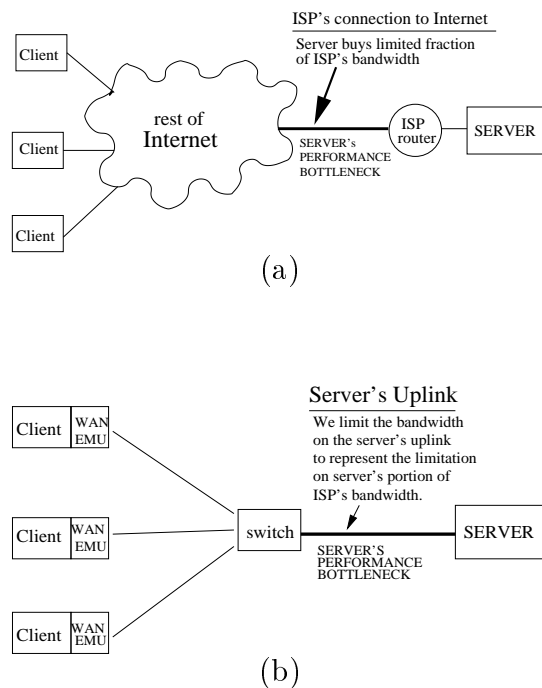 ISP's connection to Internet
Server buys limited fraction
of ISP's bandwidth
Client
rest of
Internet
ISP
router
SERVER
Client
SERVER's
PERFORMANCE
BOTTLENECK
Client
(a)
Server's Uplink
We limit the bandwidth
on the server's uplink
to represent the limitation
on server's portion of
ISP's bandwidth.
Client
WAN
EMU
Client
WAN
EMU
switch
SERVER
SERVER'S
PERFORMANCE
BOTTLENECK
Client
WAN
EMU
(b)